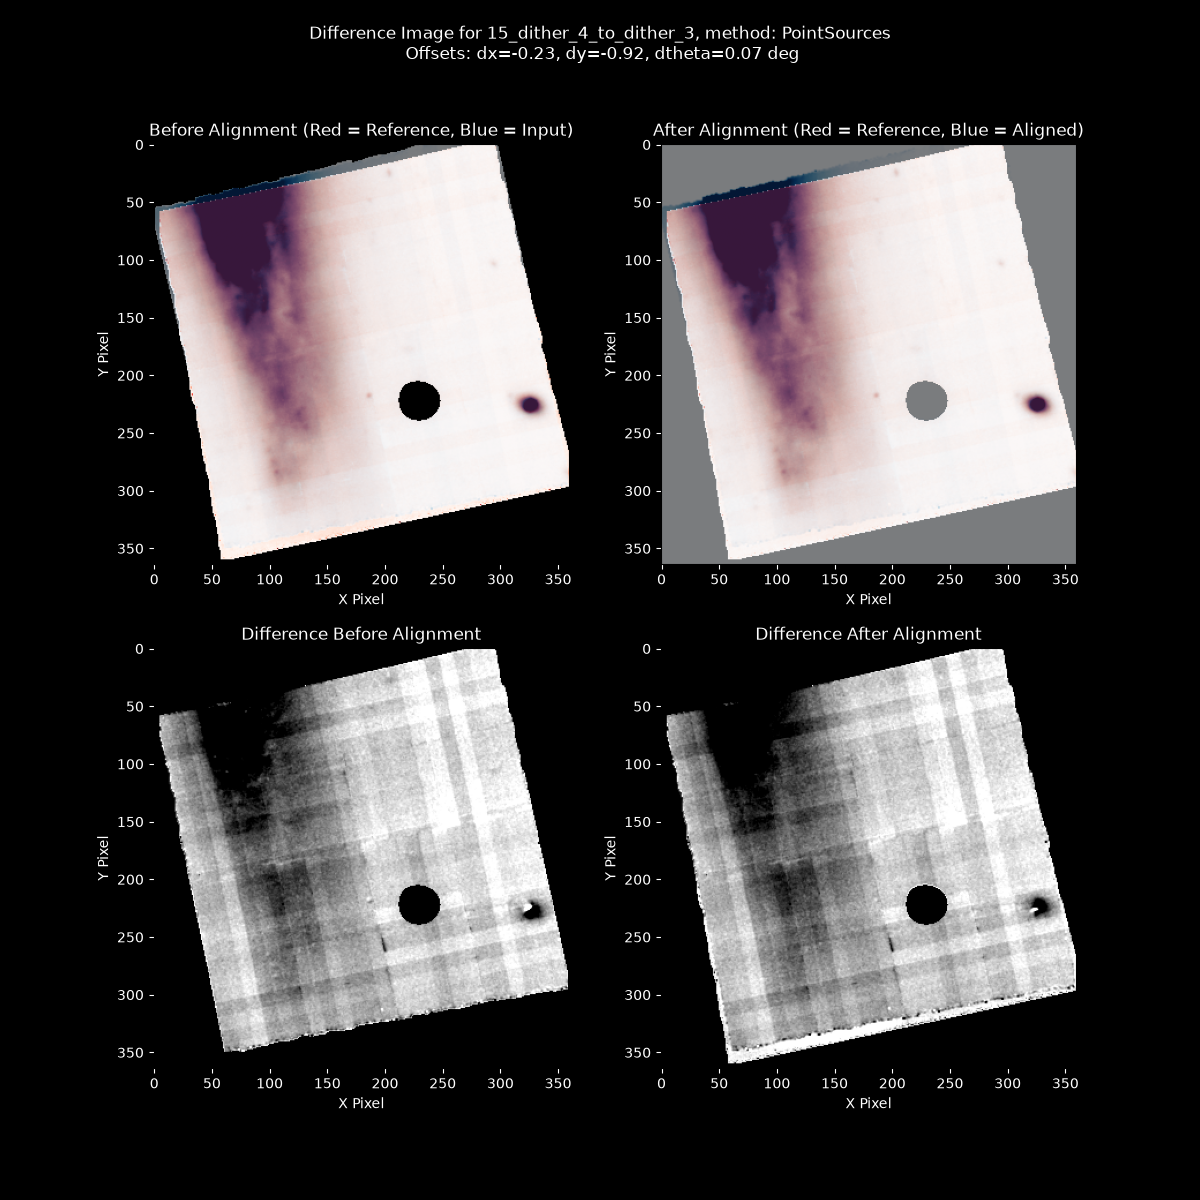 Difference Image for 15_dither_4_to_dither_3, method: PointSources
Offsets: dx=-0.23, dy=-0.92, dtheta=0.07 deg
Before Alignment (Red = Reference, Blue = Input)
0
50
100
150
200
250
300
350
Y Pixel
0 50 100 150 200 250 300 350
X Pixel
After Alignment (Red = Reference, Blue = Aligned)
0
50
100
150
200
250
300
350
Y Pixel
0 50 100 150 200 250 300 350
X Pixel
Difference Before Alignment
0
50
100
150
200
250
300
350
Y Pixel
0 50 100 150 200 250 300 350
X Pixel
Difference After Alignment
0
50
100
150
200
250
300
350
Y Pixel
0 50 100 150 200 250 300 350
X Pixel